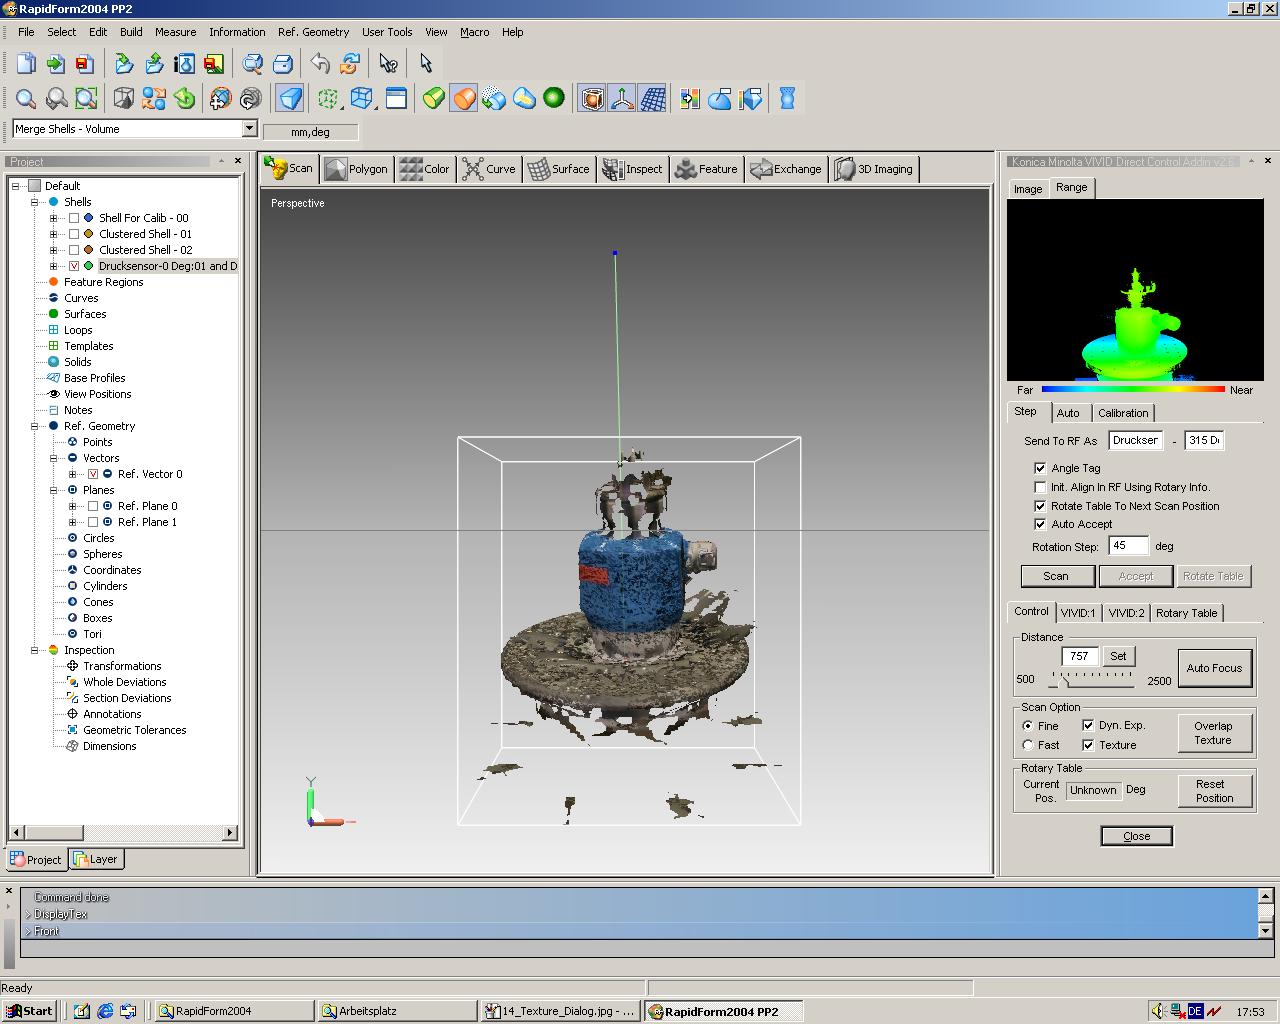 RapidForm2004 PP2
File Select Edit Build Measure Information Ref. Geometry User Tools View Macro Help
Merge Shells - Volume
mm,deg
Project
Default
Shells
Shell For Calib - 00
Clustered Shell - 01
Clustered Shell - 02
Drucksensor-0 Deg:01 and D
Feature Regions
Curves
Surfaces
Loops
Templates
Solids
Base Profiles
View Positions
Notes
Ref. Geometry
Points
Vectors
Ref. Vector 0
Planes
Ref. Plane 0
Ref. Plane 1
Circles
Spheres
Coordinates
Cylinders
Cones
Boxes
Tori
Inspection
Transformations
Whole Deviations
Section Deviations
Annotations
Geometric Tolerances
Dimensions
Project Layer
Scan Polygon Color Curve Surface Inspect Feature Exchange 3D Imaging
Perspective
Y
Konica Minolta VIVID Direct Control Addin v2.6
Image Range
Far Near
Step Auto Calibration
Send To RF As Druckser - 315 D
Angle Tag
Init. Align In RF Using Rotary Info.
Rotate Table To Next Scan Position
Auto Accept
Rotation Step: 45 deg
Scan Accept Rotate Table
Control VIVID:1 VIVID:2 Rotary Table
Distance
757 Set
500 2500
Auto Focus
Scan Option
Fine Dyn. Exp.
Fast Texture
Overlap
Texture
Rotary Table
Current
Pos. Unknown Deg
Reset
Position
Close
Command done
> DisplayTex
> Front
Ready
Start RapidForm2004 Arbeitsplatz 14_Texture_Dialog.jpg - ... RapidForm2004 PP2 DE 17:53